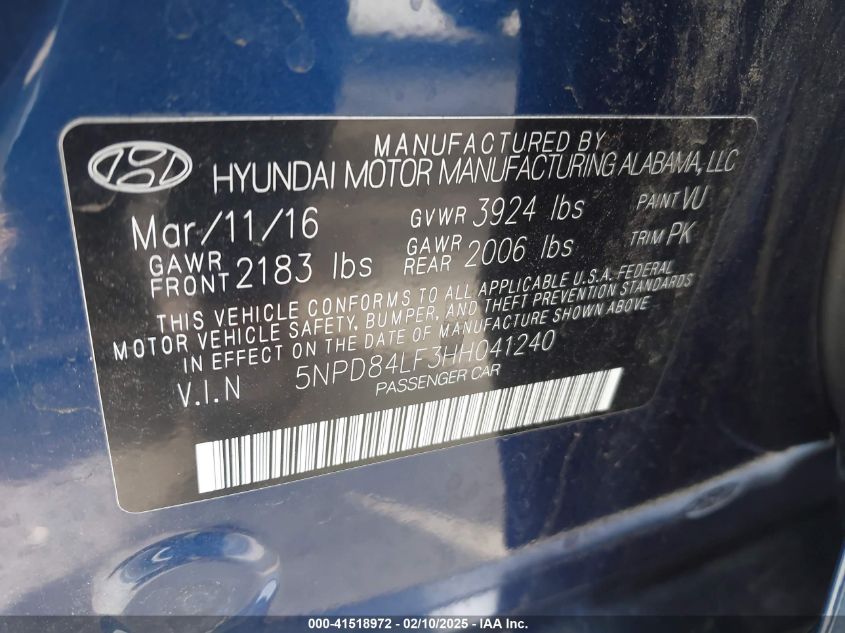 MANUFACTURED BY
HYUNDAI MOTOR MANUFACTURING ALABAMA, LLC
Mar/11/16 GVWR 3924 lbs PAINT VU
GAWR FRONT 2183 lbs GAWR REAR 2006 lbs TRIM PK
THIS VEHICLE CONFORMS TO ALL APPLICABLE U.S.A. FEDERAL
MOTOR VEHICLE SAFETY, BUMPER, AND THEFT PREVENTION STANDARDS
IN EFFECT ON THE DATE OF MANUFACTURE SHOWN ABOVE
V.I.N 5NPD84LF3HH041240
PASSENGER CAR
000-41518972 - 02/10/2025 - IAA Inc.